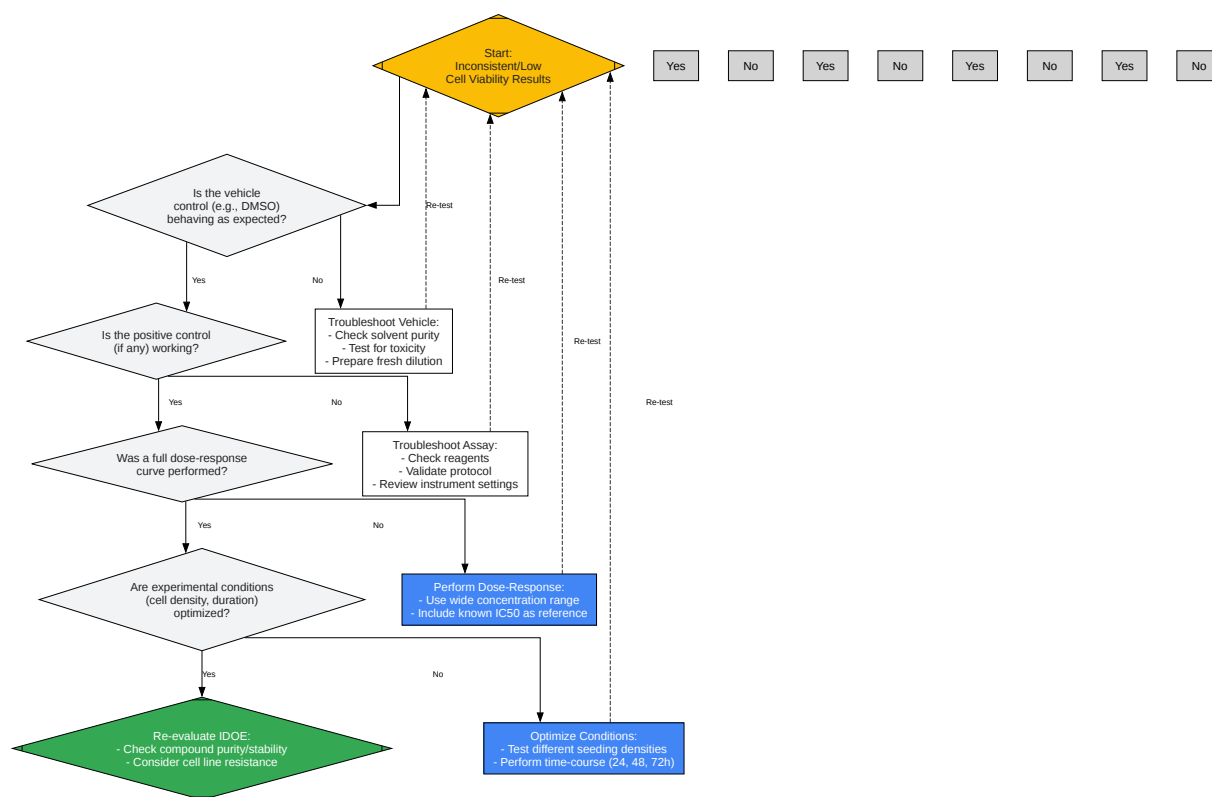 Start:
Inconsistent/Low
Cell Viability Results
Yes
No
Yes
No
Yes
No
Yes
No
Is the vehicle
control (e.g., DMSO)
behaving as expected?
Re-test
Yes
No
Re-test
Is the positive control
(if any) working?
Troubleshoot Vehicle:
- Check solvent purity
- Test for toxicity
- Prepare fresh dilution
Re-test
Yes
No
Re-test
Was a full dose-response
curve performed?
Troubleshoot Assay:
- Check reagents
- Validate protocol
- Review instrument settings
Yes
No
Are experimental conditions
(cell density, duration)
optimized?
Perform Dose-Response:
- Use wide concentration range
- Include known IC50 as reference
Yes
No
Re-evaluate IDOE:
- Check compound purity/stability
- Consider cell line resistance
Optimize Conditions:
- Test different seeding densities
- Perform time-course (24, 48, 72h)